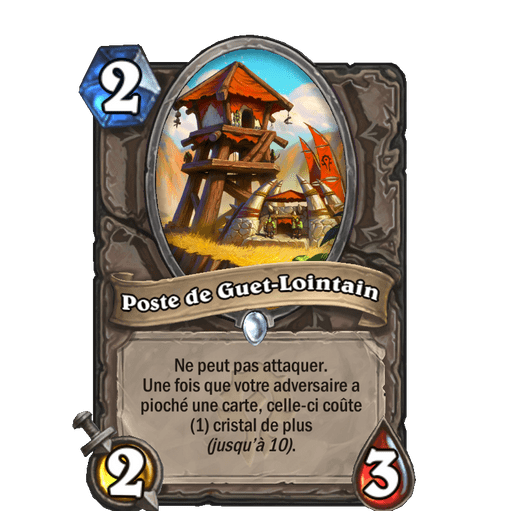 2
Poste de Guet-Lointain
Ne peut pas attaquer.
Une fois que votre adversaire a
pioché une carte, celle-ci coûte
(1) cristal de plus
(jusqu'à 10).
2
3